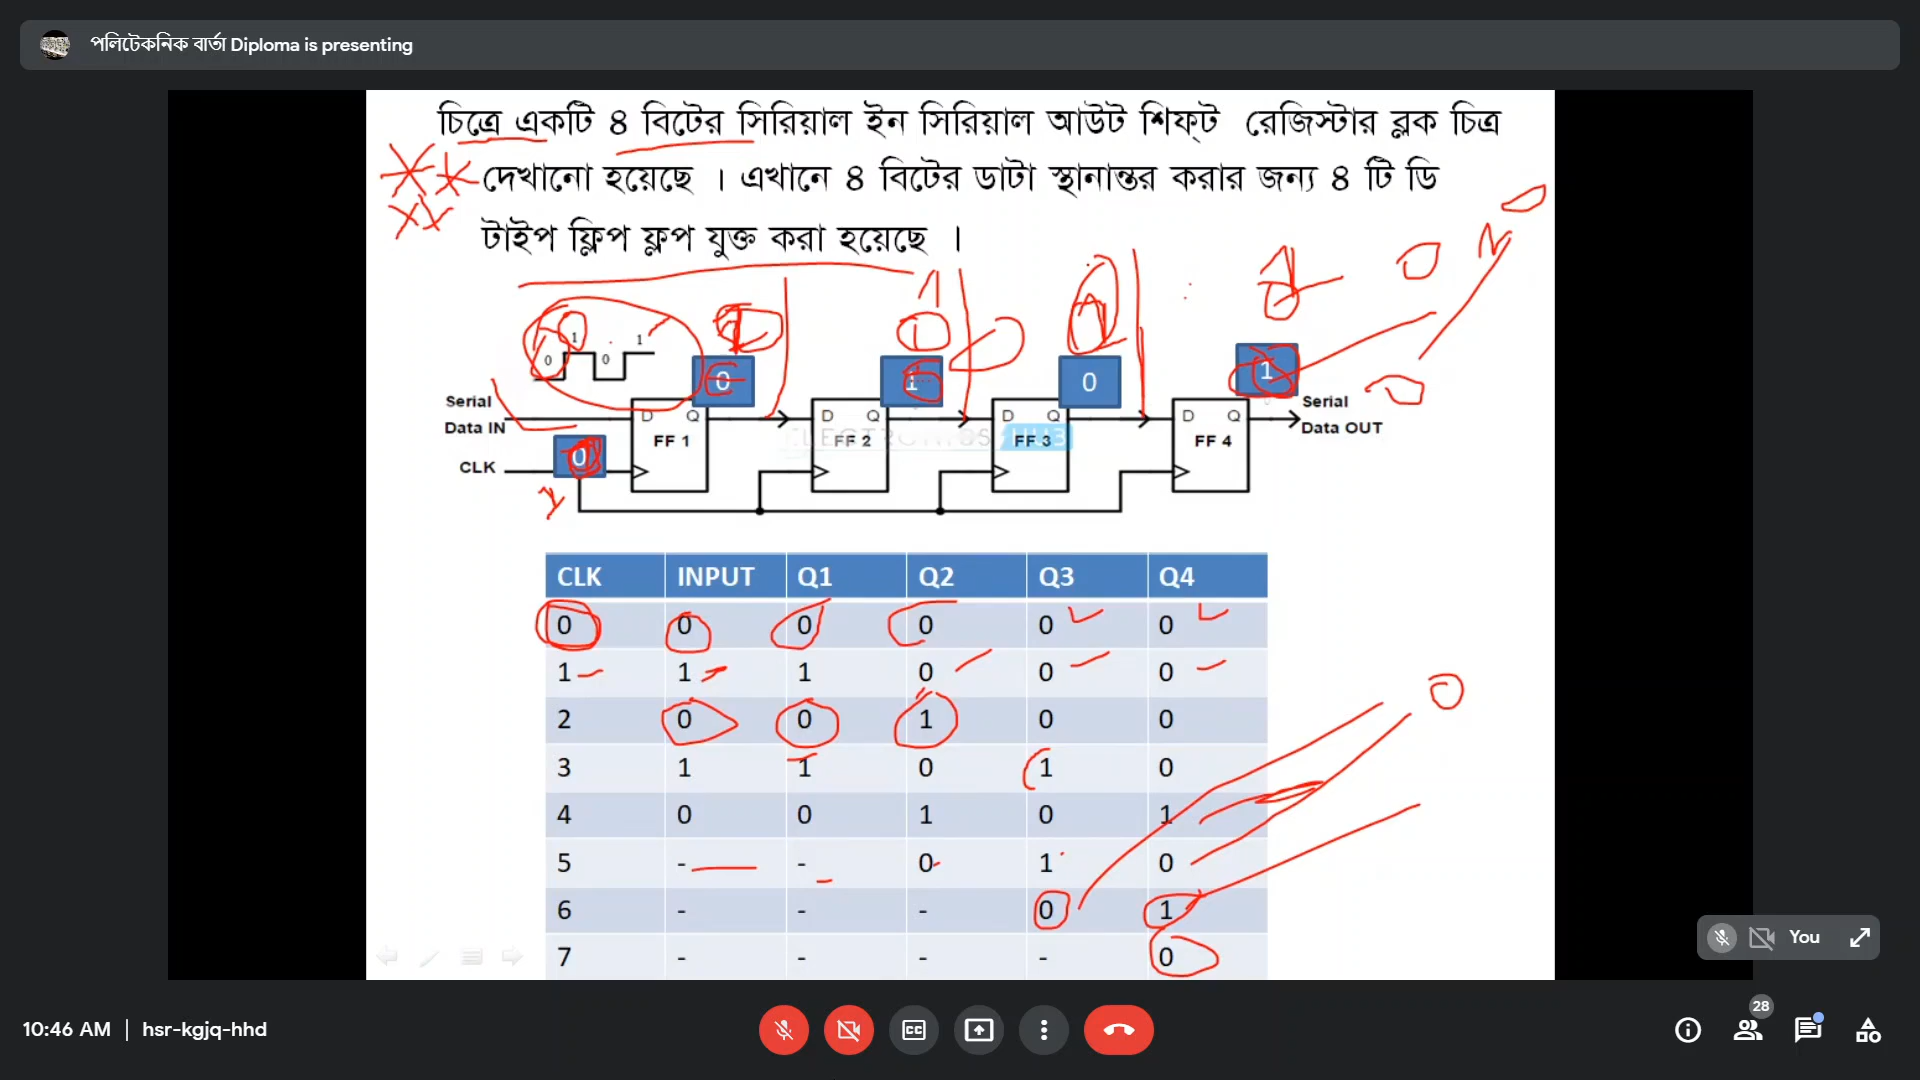 পলিটেকনিক বার্তা Diploma is presenting
চিত্রে একটি ৪ বিটের সিরিয়াল ইন সিরিয়াল আউট শিফ্ট রেজিস্টার ব্লক চিত্র
দেখানো হয়েছে । এখানে ৪ বিটের ডাটা স্থানান্তর করার জন্য ৪ টি ডি
টাইপ ফ্লিপ ফ্লপ যুক্ত করা হয়েছে ।
0 1 0 1
0 1 0 1
Serial Data IN
D Q FF 1
D Q FF 2
D Q FF 3
D Q FF 4
Serial Data OUT
CLK 0
CLK INPUT Q1 Q2 Q3 Q4
0 0 0 0 0 0
1 1 1 0 0 0
2 0 0 1 0 0
3 1 1 0 1 0
4 0 0 1 0 1
5 - - 0 1 0
6 - - - 0 1
7 - - - - 0
You
10:46 AM | hsr-kgjq-hhd
CC
28